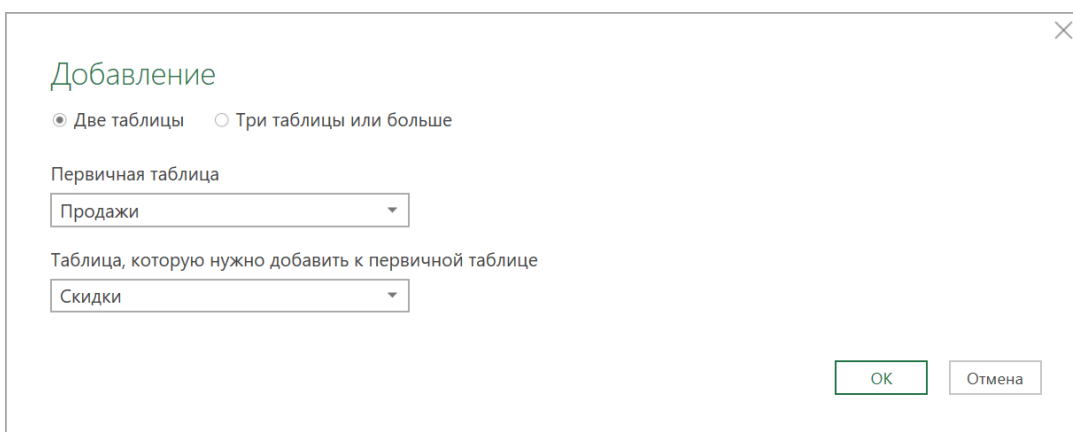 Добавление
Две таблицы Три таблицы или больше
Первичная таблица
Продажи
Таблица, которую нужно добавить к первичной таблице
Скидки
ОК Отмена